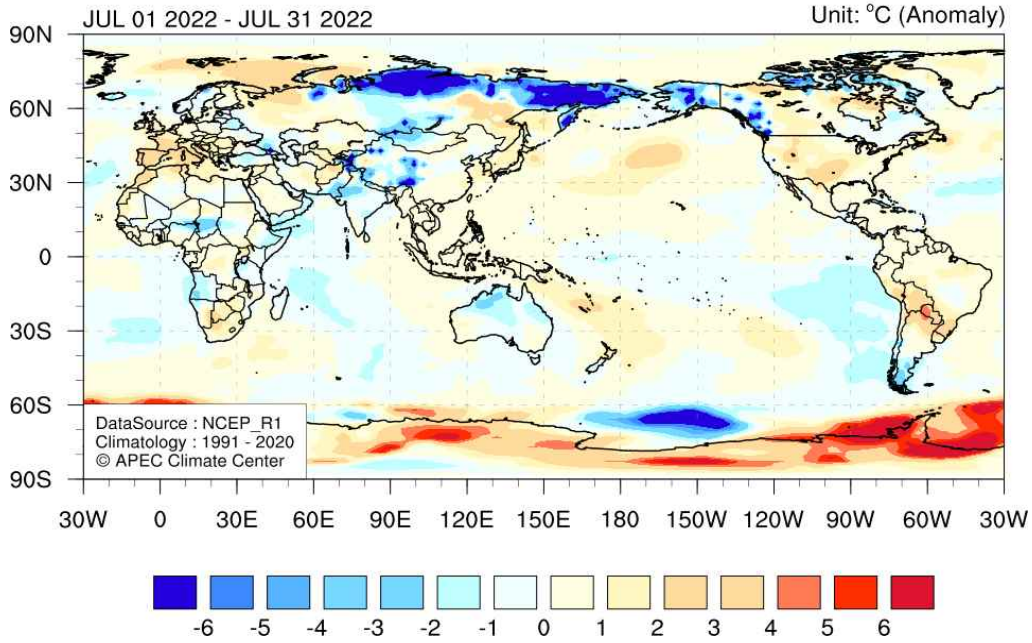 JUL 01 2022 - JUL 31 2022
Unit: °C (Anomaly)
90N
60N
30N
0
30S
60S
90S
DataSource : NCEP_R1
Climatology : 1991 - 2020
© APEC Climate Center
30W 0 30E 60E 90E 120E 150E 180 150W 120W 90W 60W 30W
-6 -5 -4 -3 -2 -1 0 1 2 3 4 5 6